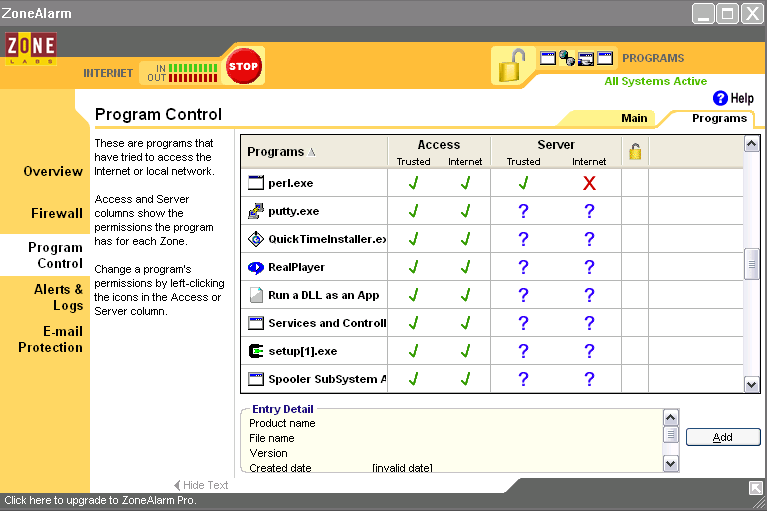 ZoneAlarm
ZONE
LABS
INTERNET
IN
OUT
STOP
PROGRAMS
All Systems Active
? Help
Program Control
Main
Programs
Overview
Firewall
Program
Control
Alerts &
Logs
E-mail
Protection
These are programs that
have tried to access the
Internet or local network.
Access and Server
columns show the
permissions the program
has for each Zone.
Change a program's
permissions by left-clicking
the icons in the Access or
Server column.
Programs
Access
Server
Trusted Internet Trusted Internet
perl.exe ✓ ✓ ✓ X
putty.exe ✓ ✓ ? ?
QuickTimeInstaller.ex ✓ ✓ ? ?
RealPlayer ✓ ✓ ? ?
Run a DLL as an App ✓ ✓ ? ?
Services and Controll ✓ ✓ ? ?
setup[1].exe ✓ ✓ ? ?
Spooler SubSystem A ✓ ✓ ? ?
Entry Detail
Product name
File name
Version
Created date [invalid date]
Add
Hide Text
Click here to upgrade to ZoneAlarm Pro.